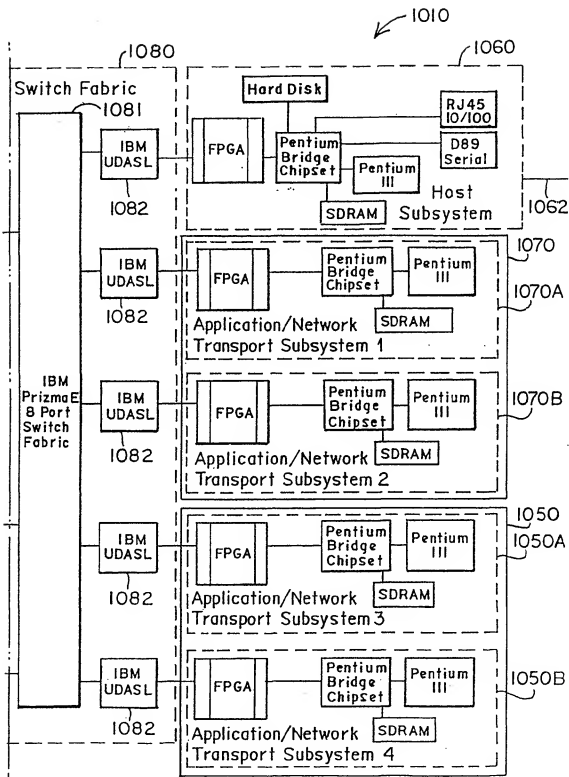 1010
1080
1060
Switch Fabric
1081
Hard Disk
RJ45
10/100
IBM
UDASL
FPGA
Pentium
Bridge
Chipset
D89
Serial
Pentium
III
1082
Host
Subsystem
SDRAM
1062
1070
IBM
UDASL
FPGA
Pentium
Bridge
Chipset
Pentium
III
1070A
1082
SDRAM
Application/Network
Transport Subsystem 1
IBM
PrizmaE
8 Port
Switch
Fabric
IBM
UDASL
FPGA
Pentium
Bridge
Chipset
Pentium
III
1070B
1082
SDRAM
Application/Network
Transport Subsystem 2
1050
IBM
UDASL
FPGA
Pentium
Bridge
Chipset
Pentium
III
1050A
1082
SDRAM
Application/Network
Transport Subsystem 3
IBM
UDASL
FPGA
Pentium
Bridge
Chipset
Pentium
III
1050B
1082
SDRAM
Application/Network
Transport Subsystem 4